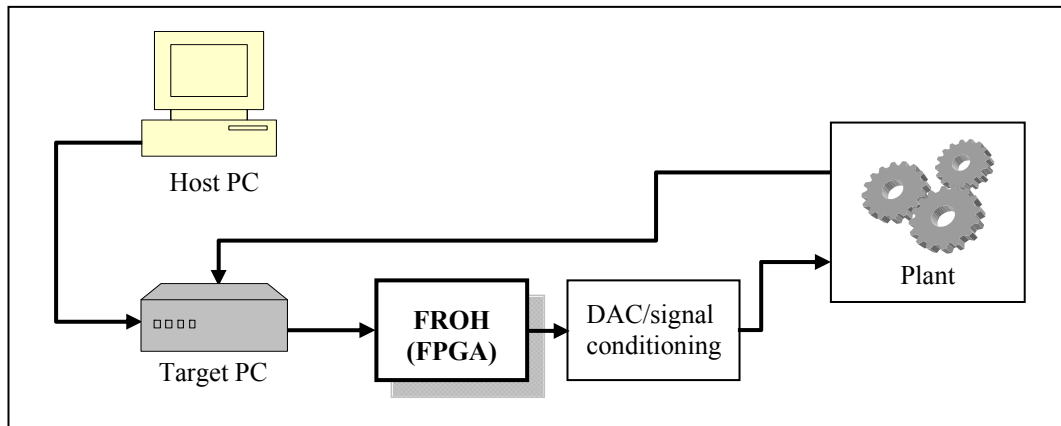 Host PC
Plant
Target PC
FROH
(FPGA)
DAC/signal
conditioning